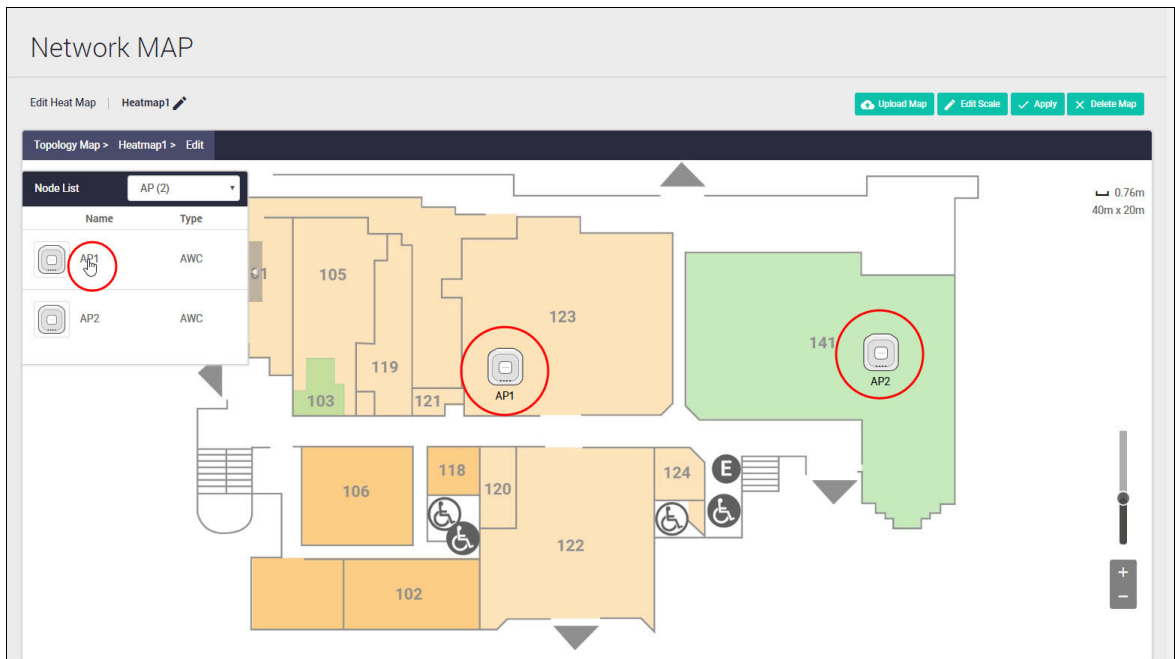 Network MAP
Edit Heat Map | Heatmap1
Upload Map
Edit Scale
Apply
Delete Map
Topology Map > Heatmap1 > Edit
Node List
AP (2)
Name Type
AP1 AWC
AP2 AWC
0.76m
40m x 20m
105
123
141
119
AP1
AP2
103
121
118
124
E
106
120
122
102
+
−